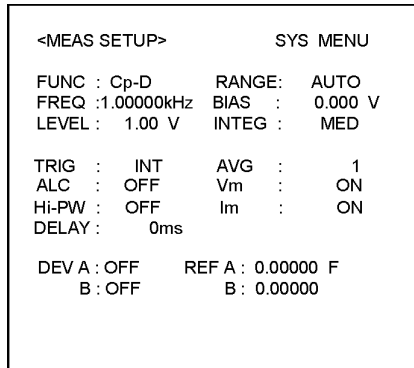 <MEAS SETUP> SYS MENU
FUNC : Cp-D RANGE: AUTO
FREQ :1.00000kHz BIAS : 0.000 V
LEVEL : 1.00 V INTEG : MED
TRIG : INT AVG : 1
ALC : OFF Vm : ON
Hi-PW : OFF Im : ON
DELAY : 0ms
DEV A : OFF REF A : 0.00000 F
B : OFF B : 0.00000